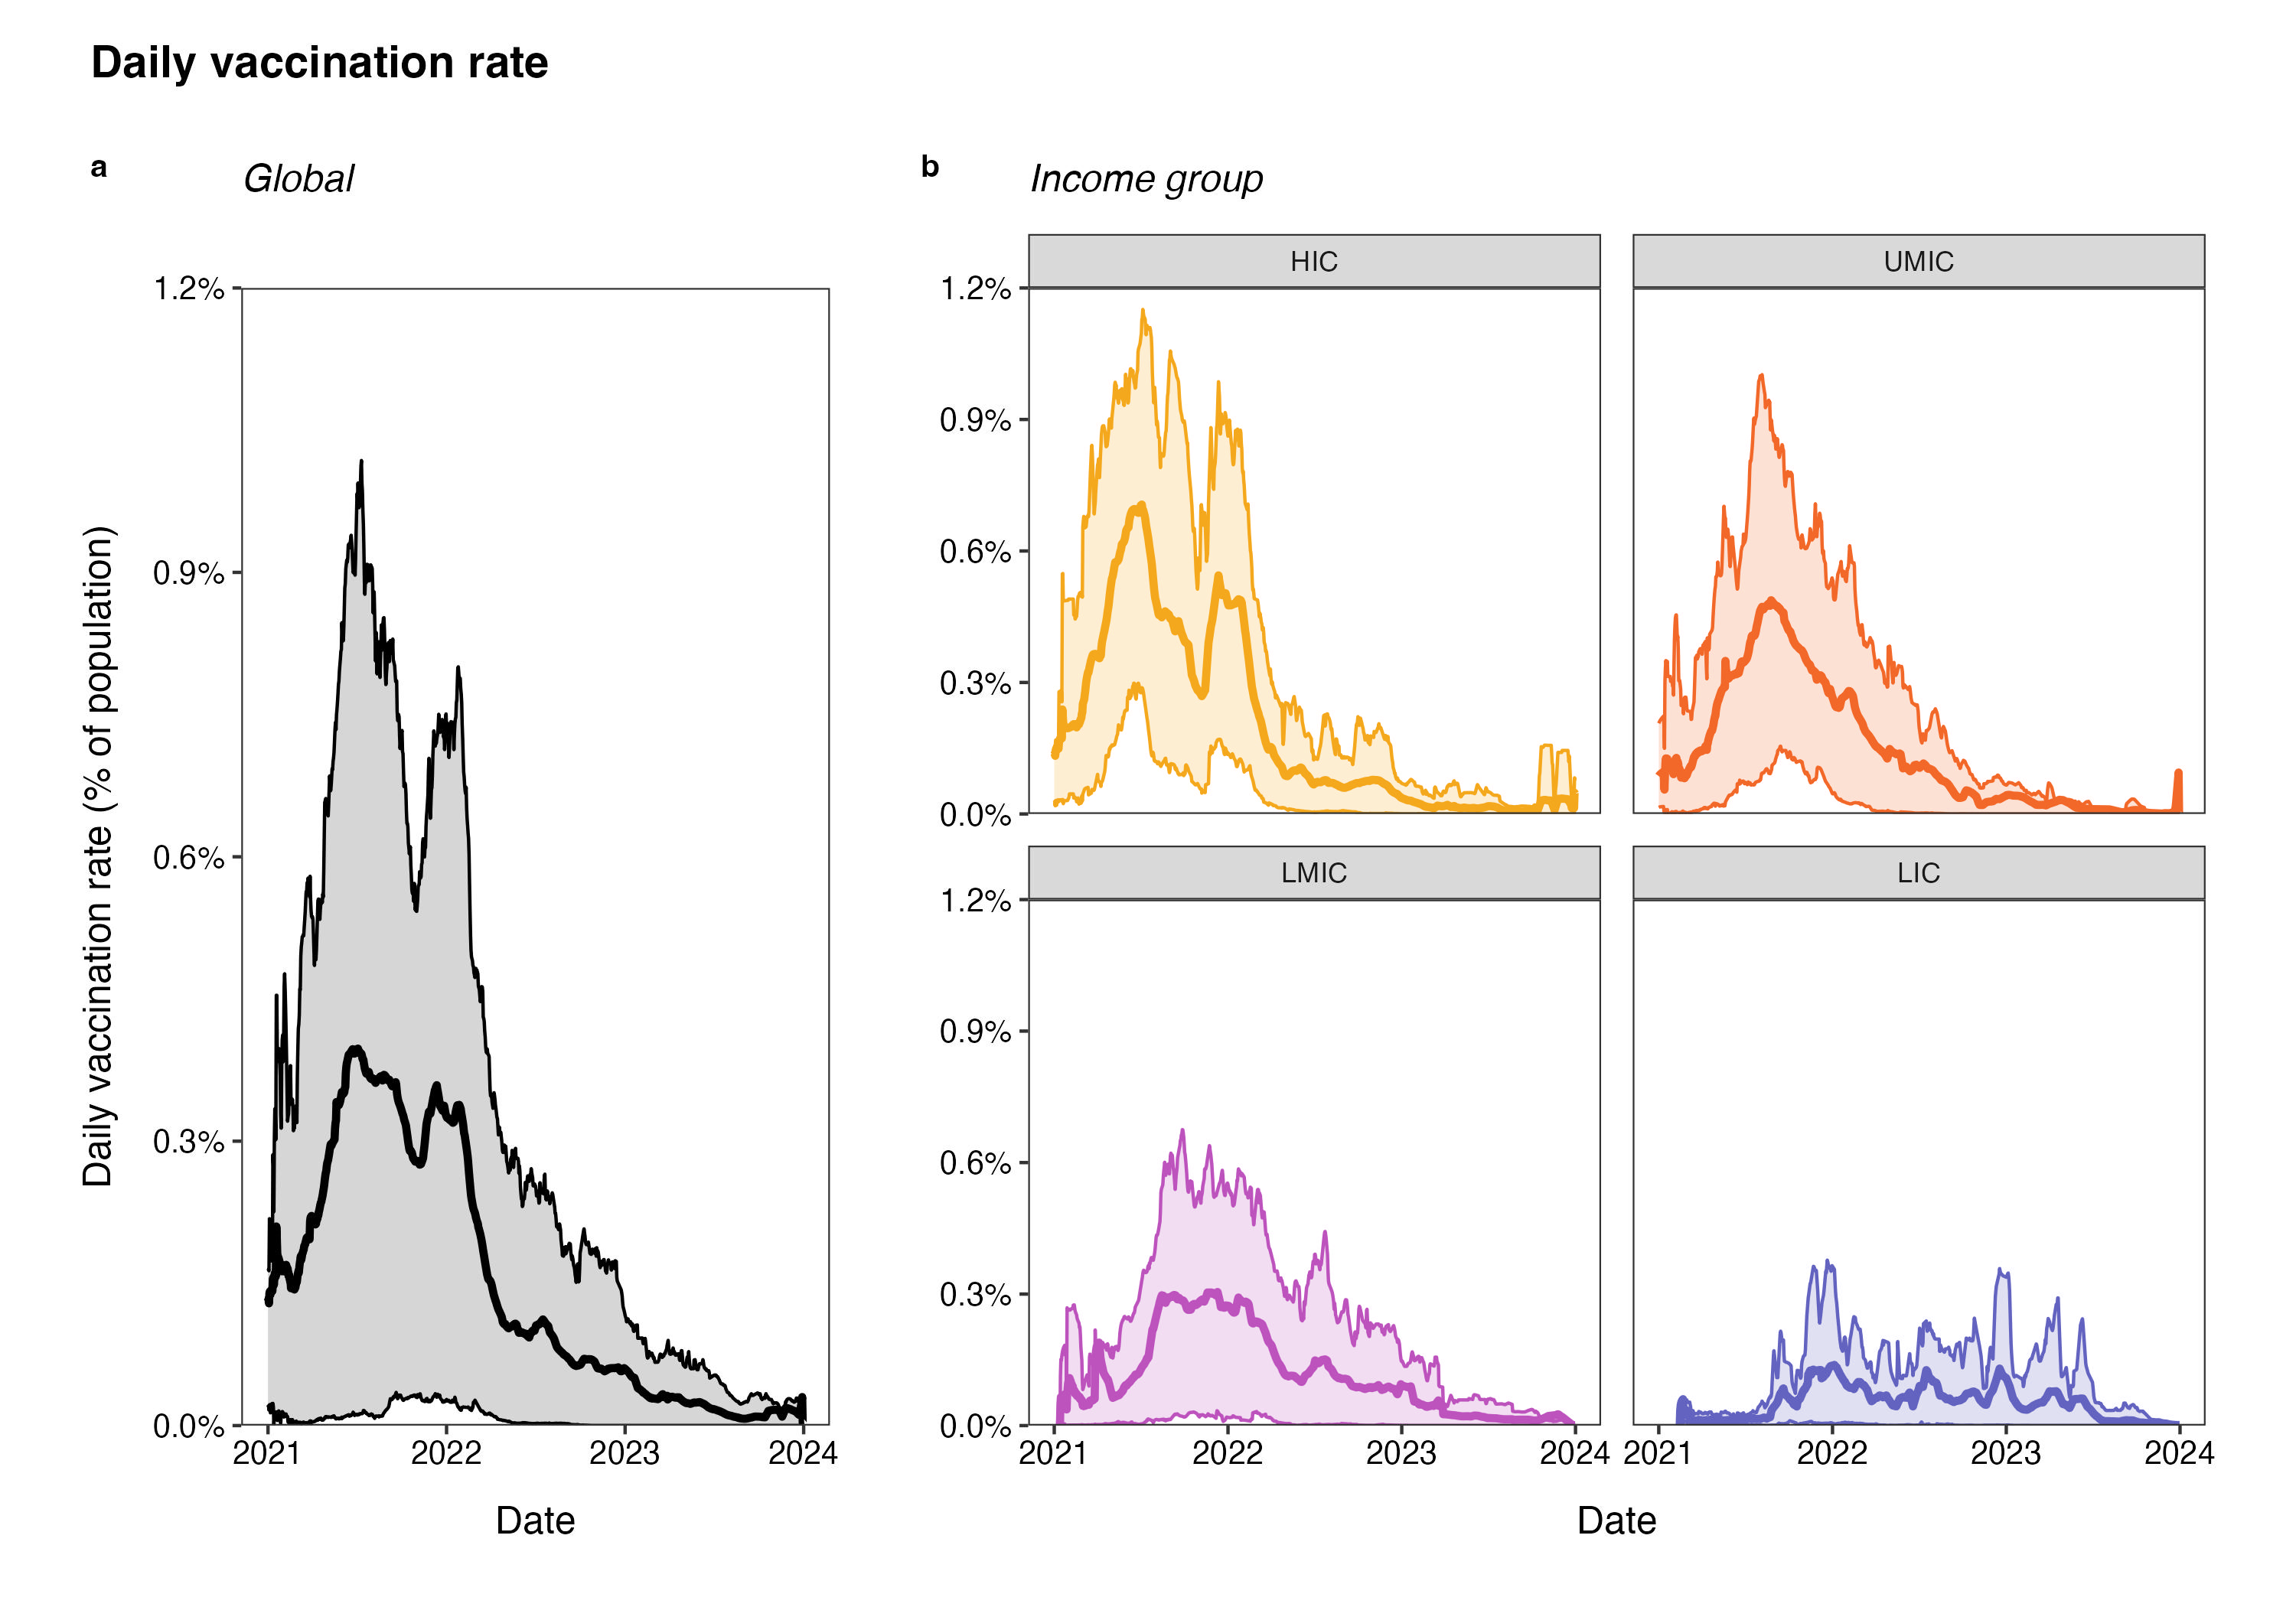 Daily vaccination rate
a
Global
Daily vaccination rate (% of population)
1.2%
0.9%
0.6%
0.3%
0.0%
2021 2022 2023 2024
Date
b
Income group
HIC
UMIC
1.2%
0.9%
0.6%
0.3%
0.0%
LMIC
LIC
1.2%
0.9%
0.6%
0.3%
0.0%
2021 2022 2023 2024
2021 2022 2023 2024
Date